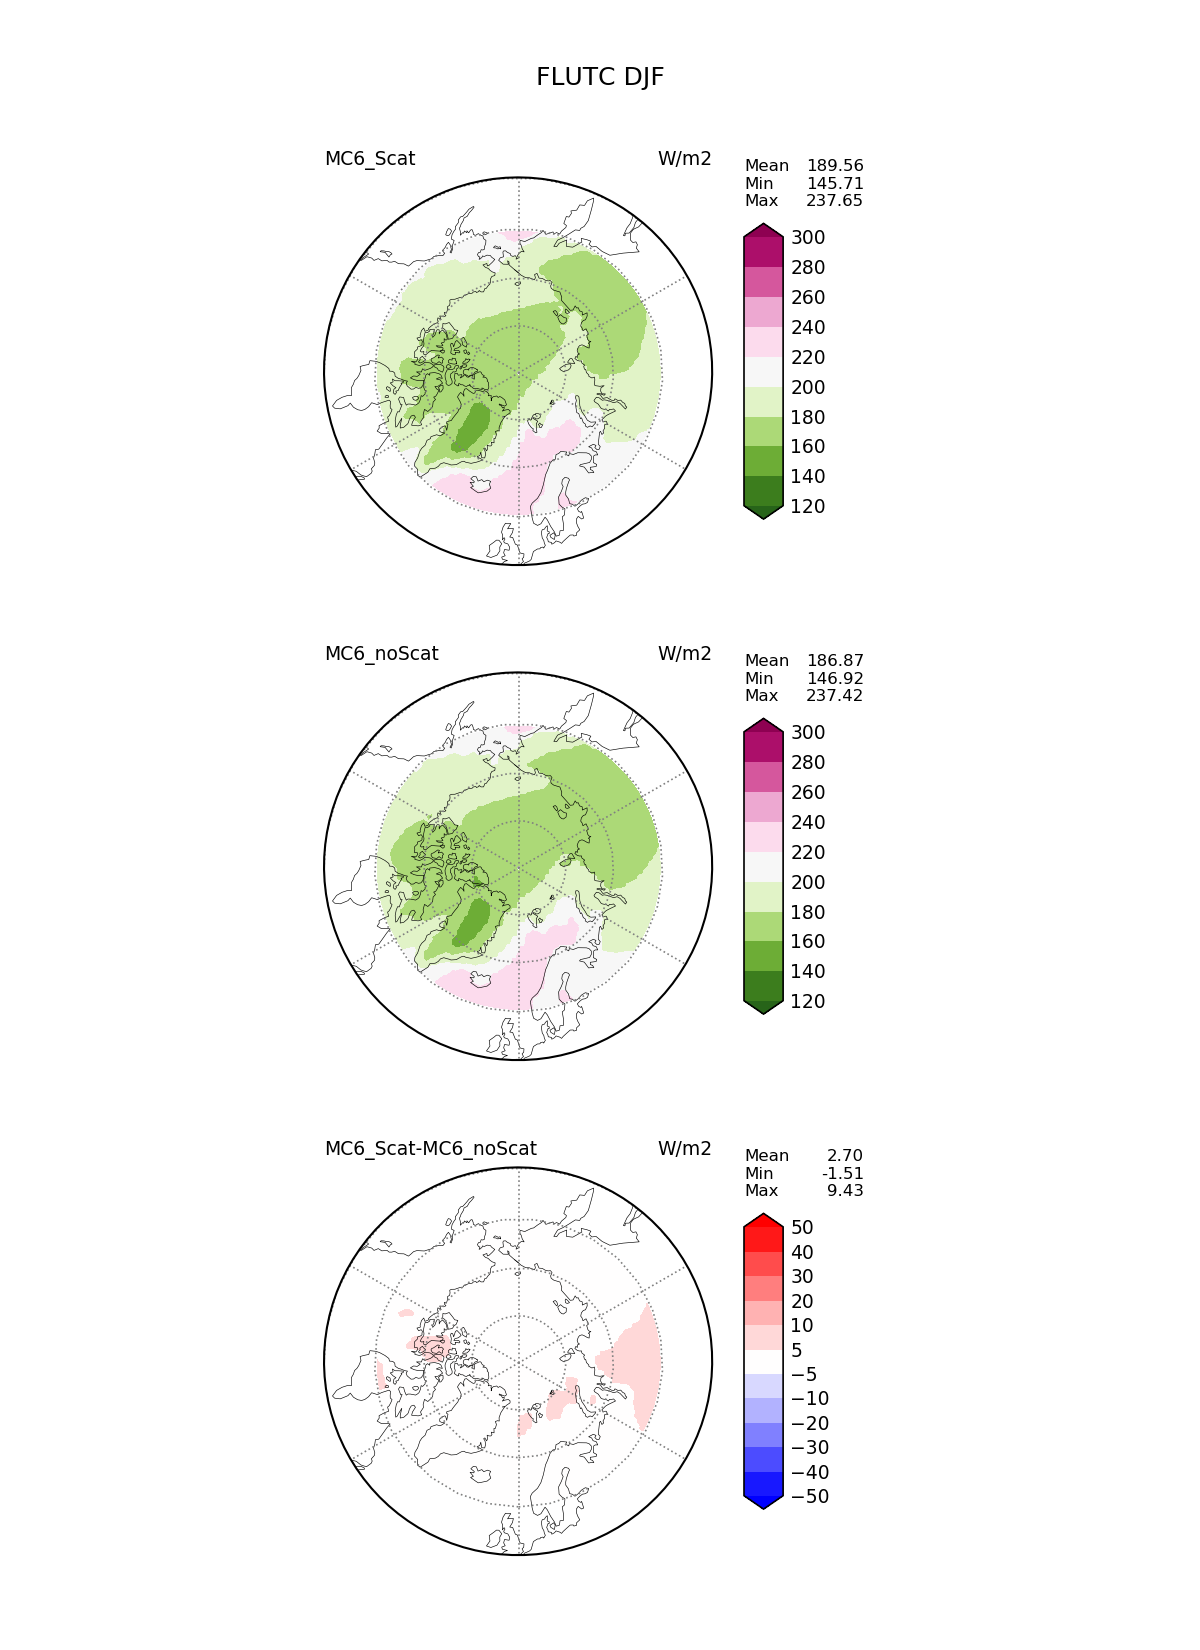 FLUTC DJF
MC6_Scat W/m2
Mean 189.56
Min 145.71
Max 237.65
300
280
260
240
220
200
180
160
140
120
MC6_noScat W/m2
Mean 186.87
Min 146.92
Max 237.42
300
280
260
240
220
200
180
160
140
120
MC6_Scat-MC6_noScat W/m2
Mean 2.70
Min -1.51
Max 9.43
50
40
30
20
10
5
−5
−10
−20
−30
−40
−50